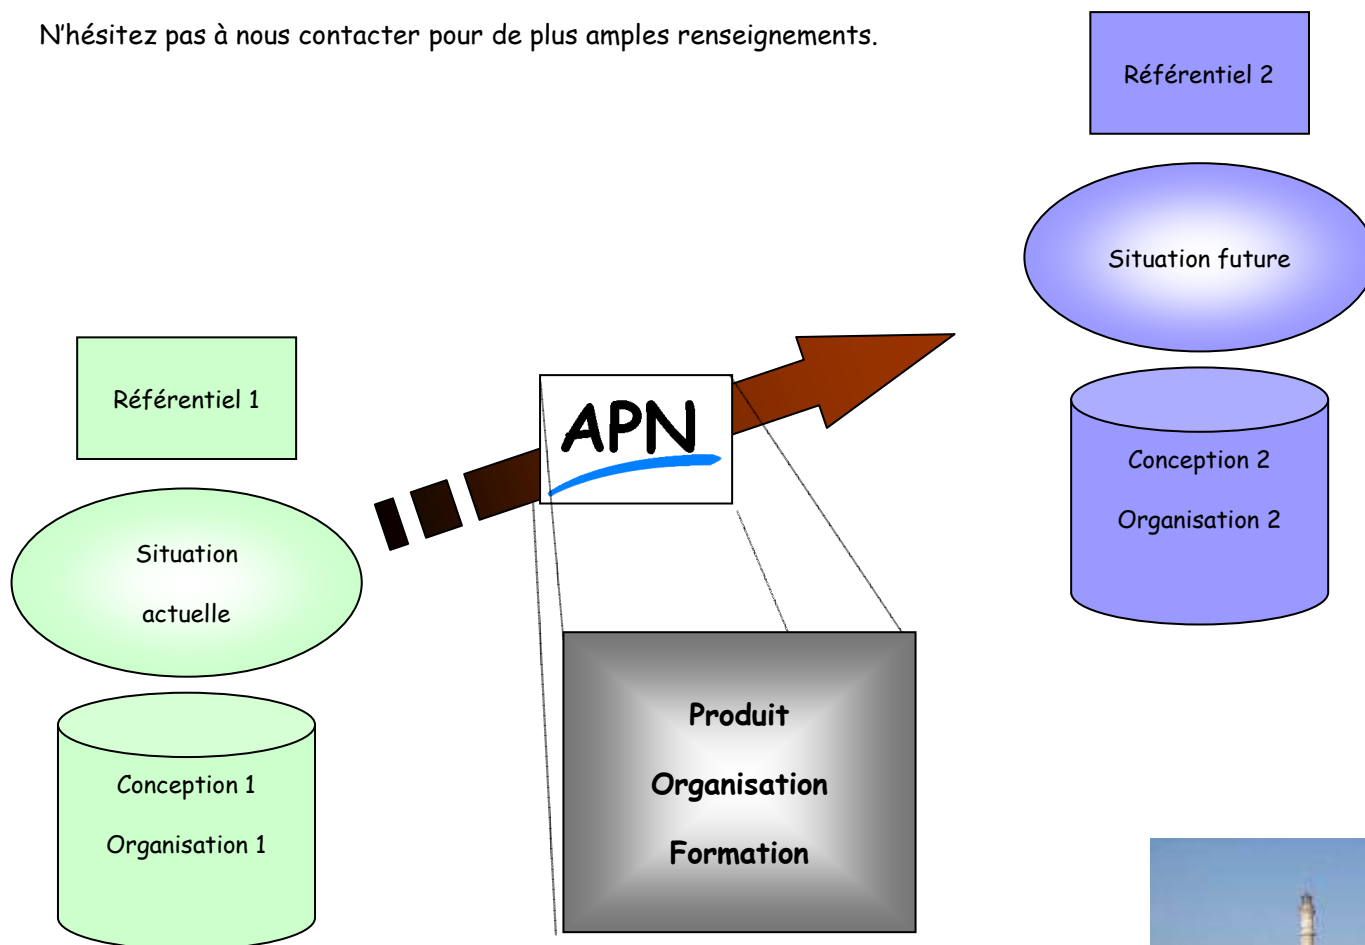 N'hésitez pas à nous contacter pour de plus amples renseignements.
Référentiel 2
Situation future
Conception 2
Organisation 2
Référentiel 1
Situation
actuelle
Conception 1
Organisation 1
APN
Produit
Organisation
Formation